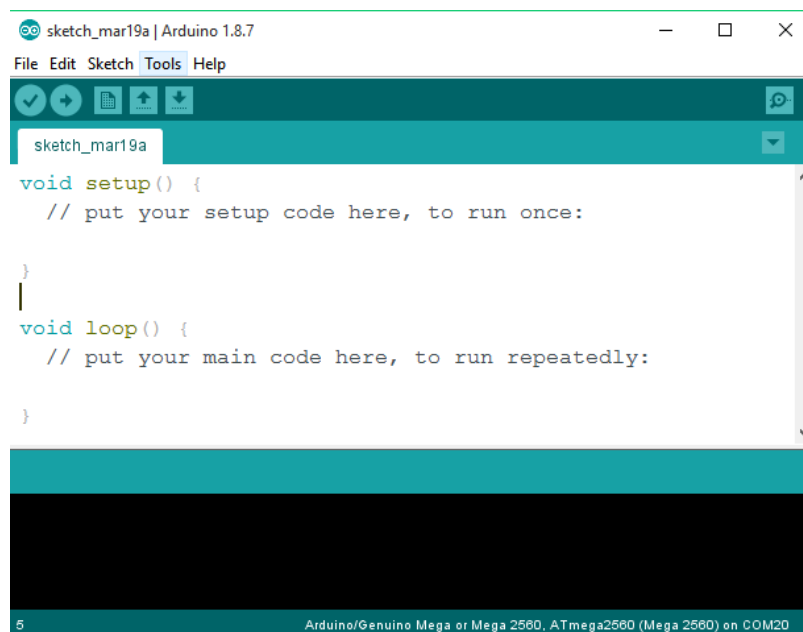 sketch_mar19a | Arduino 1.8.7
File Edit Sketch Tools Help
sketch_mar19a
void setup() {
  // put your setup code here, to run once:
}
void loop() {
  // put your main code here, to run repeatedly:
}
5 Arduino/Genuino Mega or Mega 2560, ATmega2560 (Mega 2560) on COM20